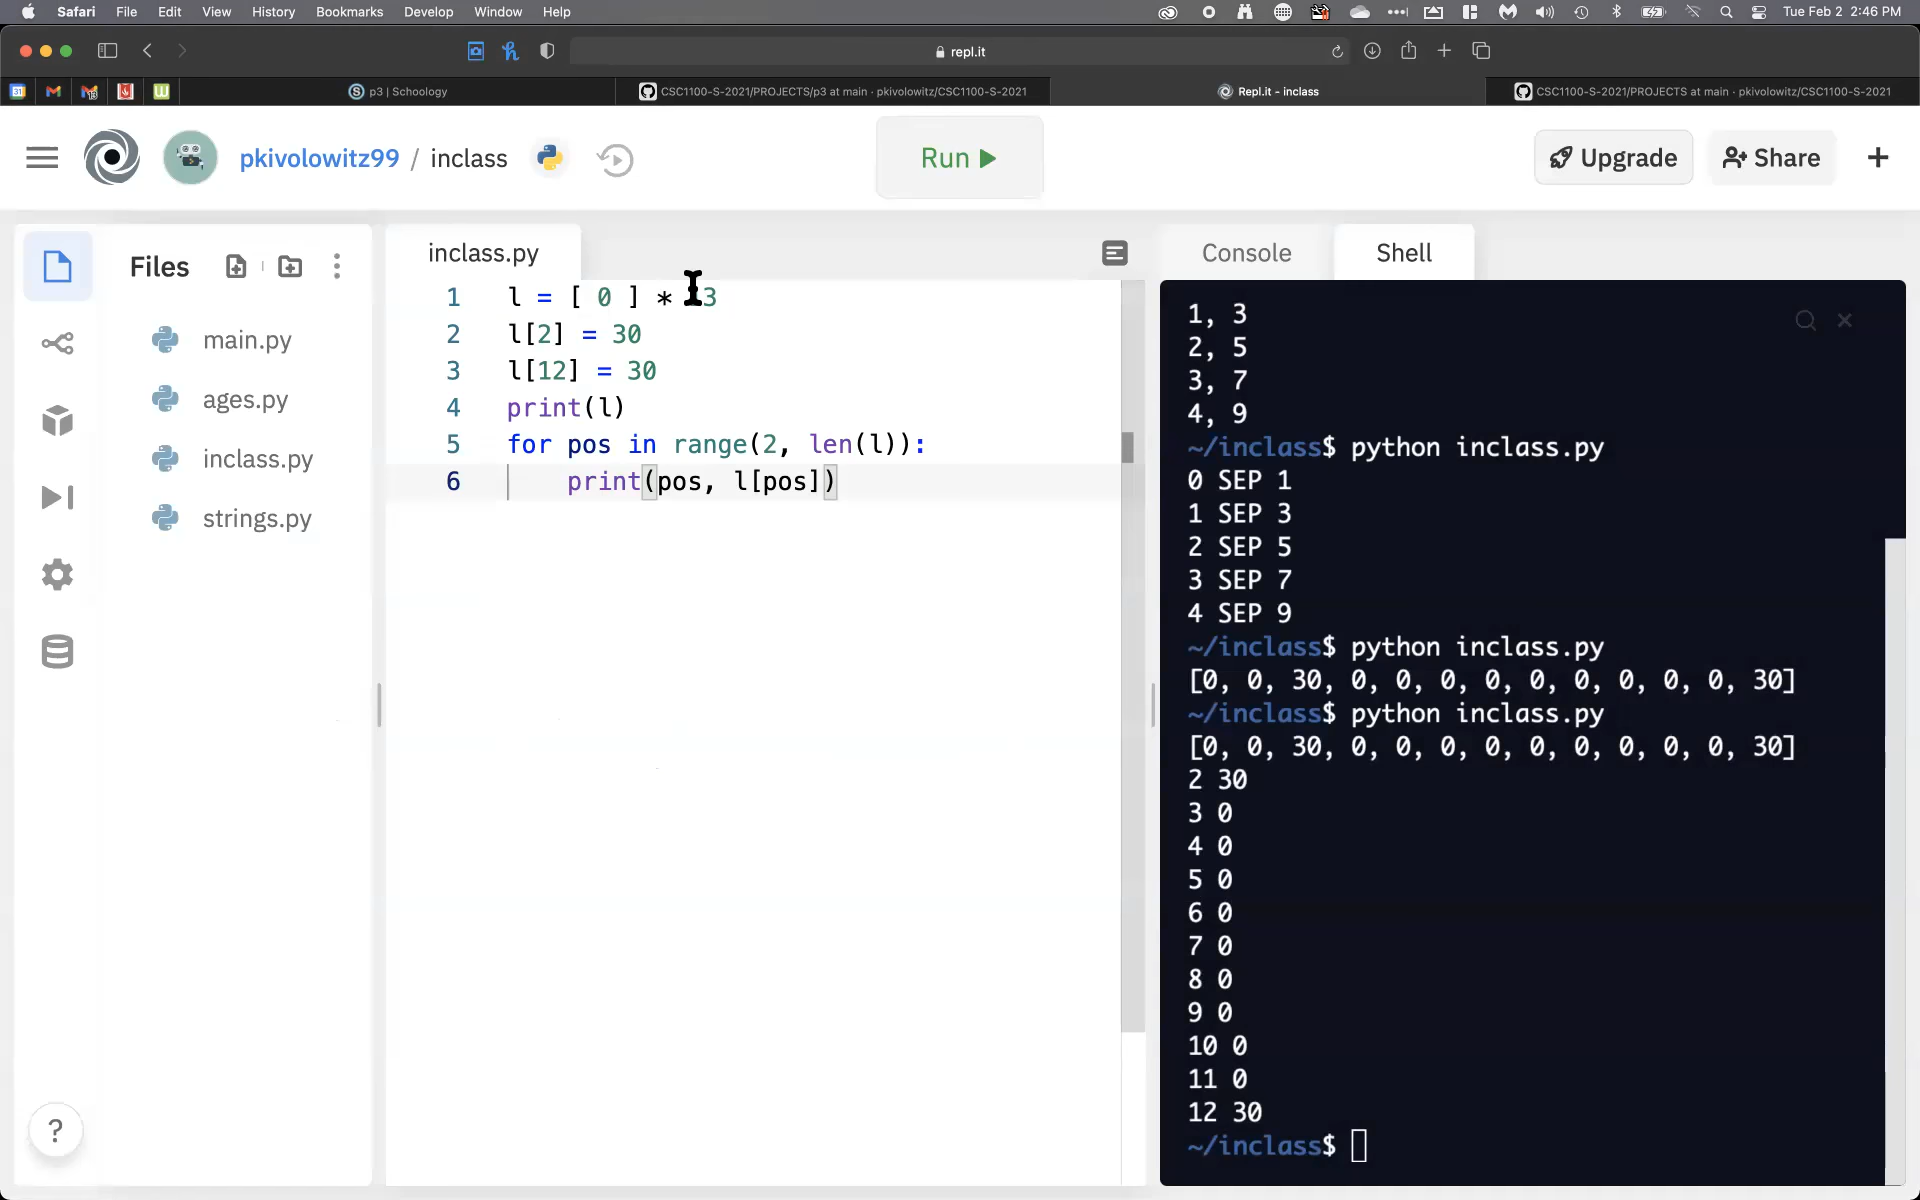 Safari File Edit View History Bookmarks Develop Window Help Tue Feb 2 2:46 PM
repl.it
p3 | Schoology CSC1100-S-2021/PROJECTS/p3 at main · pkivolowitz/CSC1100-S-2021 Repl.it - inclass CSC1100-S-2021/PROJECTS at main · pkivolowitz/CSC1100-S-2021
pkivolowitz99 / inclass Run Upgrade Share +
Files
main.py
ages.py
inclass.py
strings.py
?
inclass.py
1 l = [ 0 ] * 3
2 l[2] = 30
3 l[12] = 30
4 print(l)
5 for pos in range(2, len(l)):
6 print(pos, l[pos])
Console Shell
1, 3
2, 5
3, 7
4, 9
~/inclass$ python inclass.py
0 SEP 1
1 SEP 3
2 SEP 5
3 SEP 7
4 SEP 9
~/inclass$ python inclass.py
[0, 0, 30, 0, 0, 0, 0, 0, 0, 0, 0, 0, 30]
~/inclass$ python inclass.py
[0, 0, 30, 0, 0, 0, 0, 0, 0, 0, 0, 0, 30]
2 30
3 0
4 0
5 0
6 0
7 0
8 0
9 0
10 0
11 0
12 30
~/inclass$